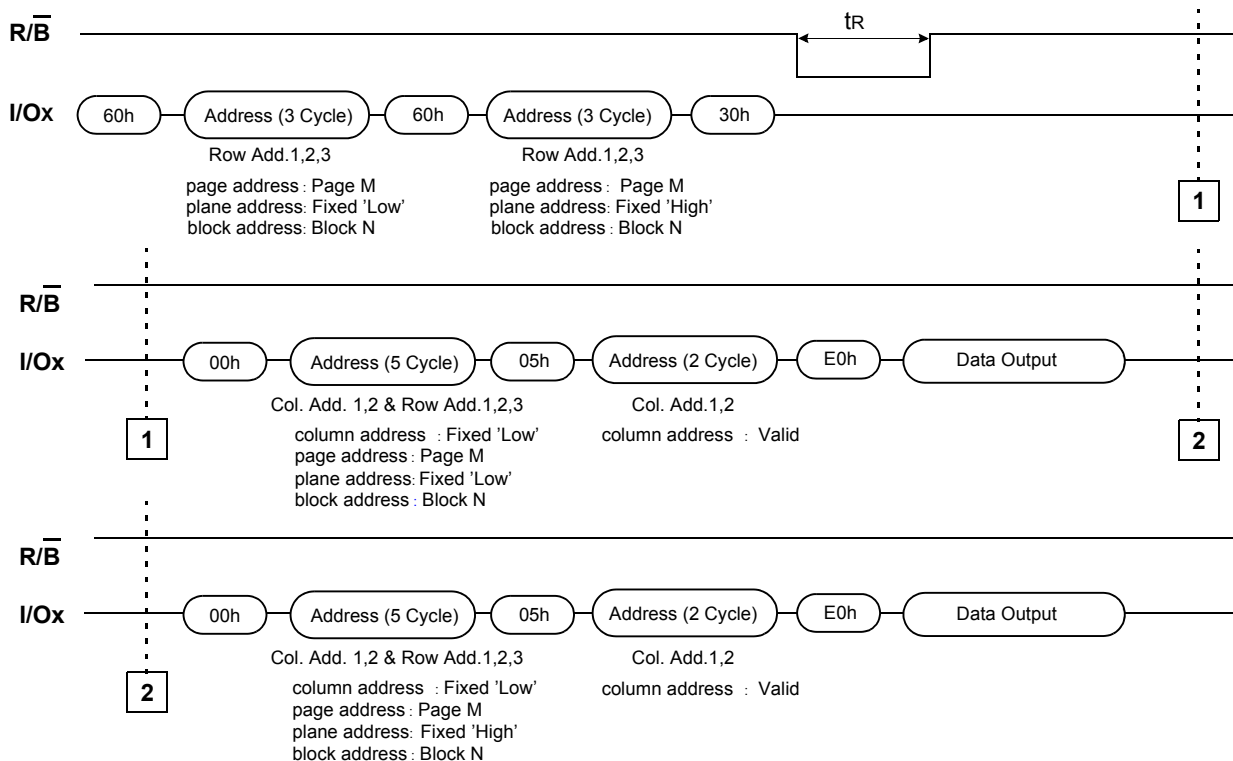 tR
R/B
I/Ox 60h Address (3 Cycle) 60h Address (3 Cycle) 30h
Row Add.1,2,3 Row Add.1,2,3
page address : Page M page address : Page M
plane address: Fixed 'Low' plane address: Fixed 'High'
block address: Block N block address : Block N
1
R/B
I/Ox 00h Address (5 Cycle) 05h Address (2 Cycle) E0h Data Output
Col. Add. 1,2 & Row Add.1,2,3 Col. Add.1,2
1 column address : Fixed 'Low' column address : Valid 2
page address : Page M
plane address: Fixed 'Low'
block address : Block N
R/B
I/Ox 00h Address (5 Cycle) 05h Address (2 Cycle) E0h Data Output
Col. Add. 1,2 & Row Add.1,2,3 Col. Add.1,2
2 column address : Fixed 'Low' column address : Valid
page address : Page M
plane address: Fixed 'High'
block address : Block N